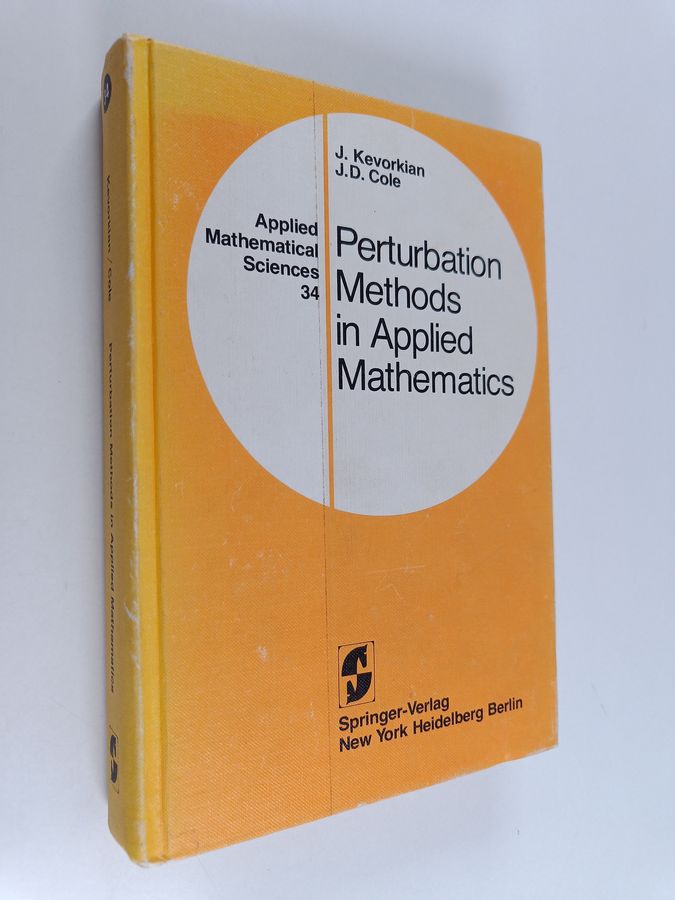 J. Kevorkian
J.D. Cole
Applied
Mathematical
Sciences
34
Perturbation
Methods
in Applied
Mathematics
Springer-Verlag
New York Heidelberg Berlin
Kevorkian / Cole
Perturbation Methods in Applied Mathematics